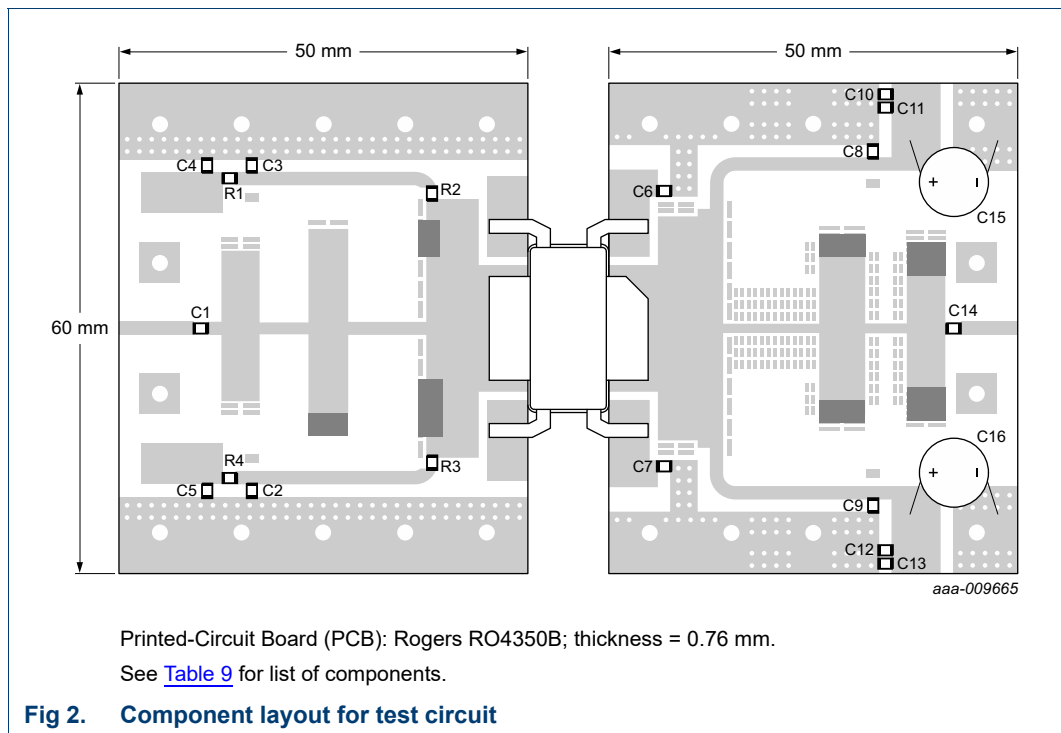 50 mm
50 mm
60 mm
C10
C11
C8
C4
C3
R1
R2
C6
+
-
C15
C1
C14
R4
C5
C2
R3
C7
C16
+
-
C9
C12
C13
aaa-009665
Printed-Circuit Board (PCB): Rogers RO4350B; thickness = 0.76 mm.
See Table 9 for list of components.
Fig 2. Component layout for test circuit